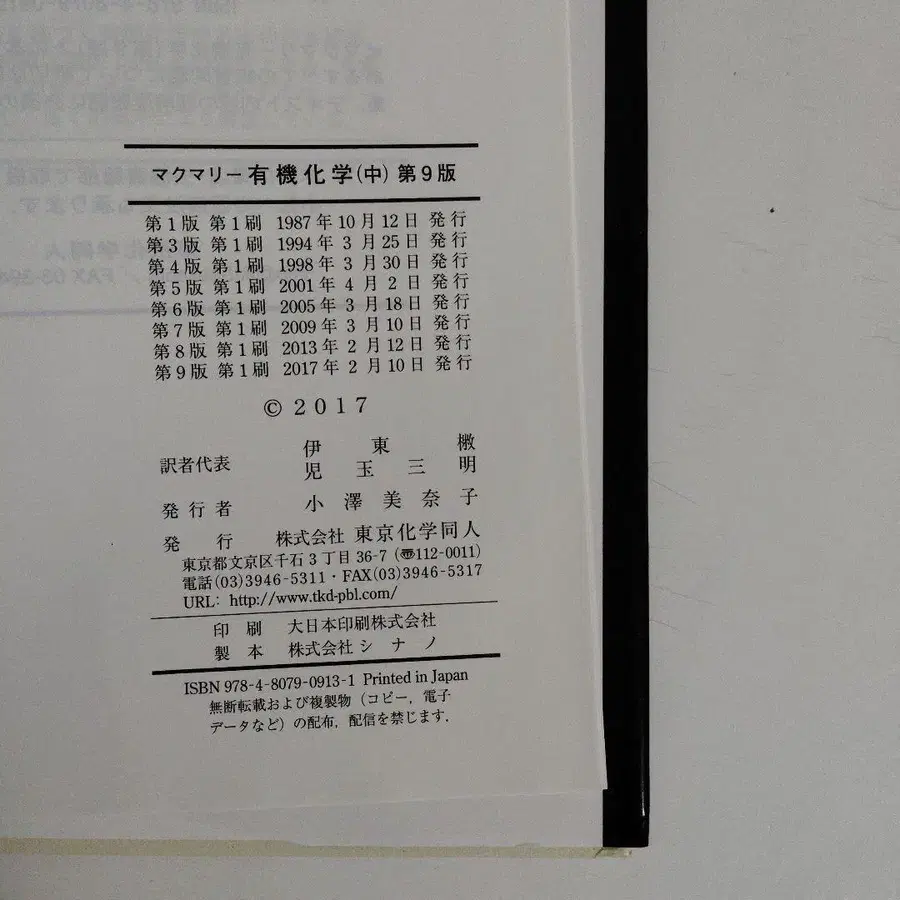 マクマリー有機化学(中) 第9版
第1版 第1刷 1987年10月12日 発行
第3版 第1刷 1994年 3月25日 発行
第4版 第1刷 1998年 3月30日 発行
第5版 第1刷 2001年 4月 2日 発行
第6版 第1刷 2005年 3月18日 発行
第7版 第1刷 2009年 3月10日 発行
第8版 第1刷 2013年 2月12日 発行
第9版 第1刷 2017年 2月10日 発行
© 2017
訳者代表 伊東 椒
児玉三明
発行者 小澤美奈子
発行 株式会社 東京化学同人
東京都文京区千石3丁目36-7 (〠112-0011)
電話(03)3946-5311・FAX(03)3946-5317
URL: http://www.tkd-pbl.com/
印刷 大日本印刷株式会社
製本 株式会社シナノ
ISBN 978-4-8079-0913-1 Printed in Japan
無断転載および複製物(コピー,電子
データなど)の配布,配信を禁じます.